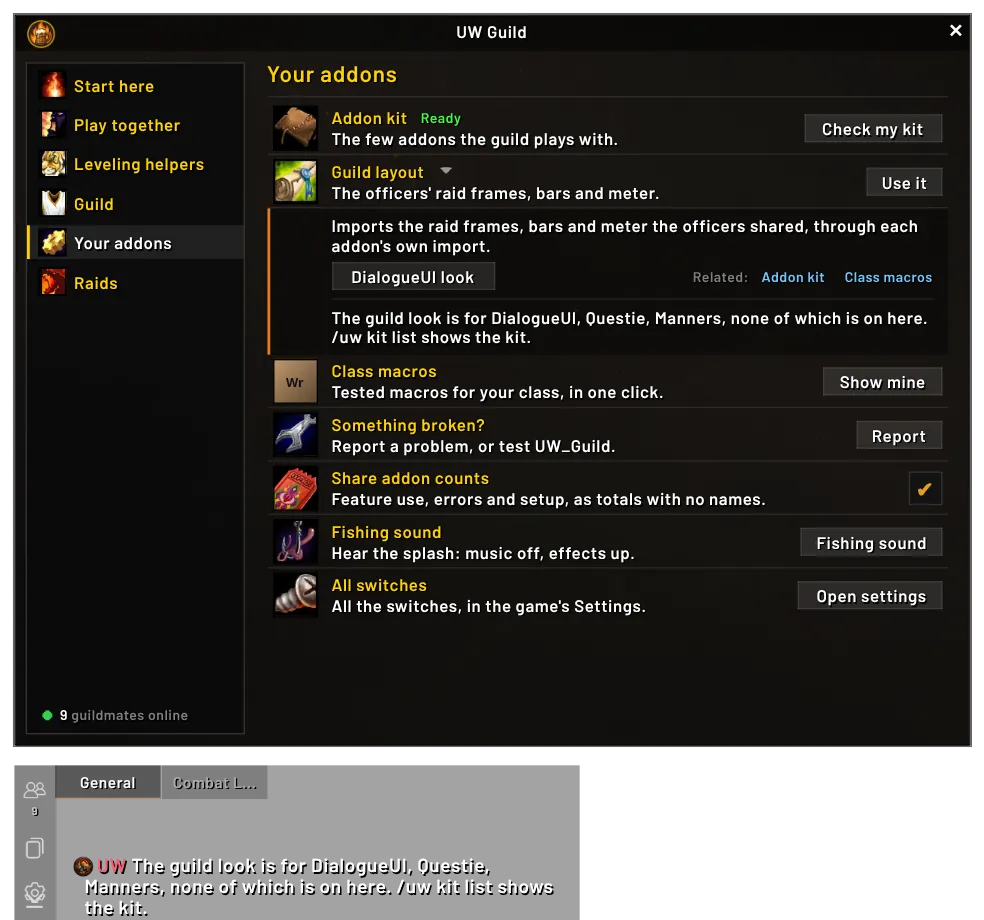 UW Guild
Start here
Play together
Leveling helpers
Guild
Your addons
Raids
9 guildmates online
Your addons
Addon kit Ready
The few addons the guild plays with.
Check my kit
Guild layout
The officers' raid frames, bars and meter.
Use it
Imports the raid frames, bars and meter the officers shared, through each
addon's own import.
DialogueUI look
Related: Addon kit Class macros
The guild look is for DialogueUI, Questie, Manners, none of which is on here.
/uw kit list shows the kit.
Wr
Class macros
Tested macros for your class, in one click.
Show mine
Something broken?
Report a problem, or test UW_Guild.
Report
Share addon counts
Feature use, errors and setup, as totals with no names.
Fishing sound
Hear the splash: music off, effects up.
Fishing sound
All switches
All the switches, in the game's Settings.
Open settings
General
Combat L...
9
UW The guild look is for DialogueUI, Questie,
Manners, none of which is on here. /uw kit list shows
the kit.